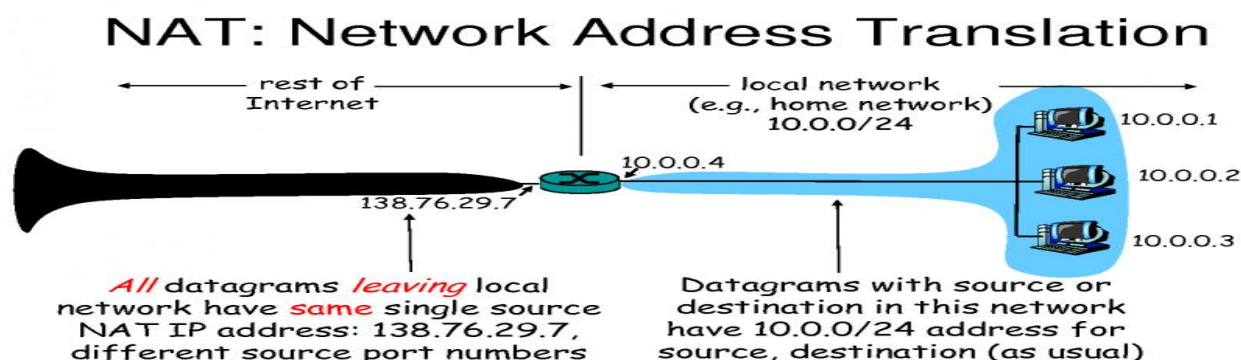 NAT: Network Address Translation
rest of
Internet
local network
(e.g., home network)
10.0.0/24
10.0.0.1
10.0.0.4
10.0.0.2
138.76.29.7
10.0.0.3
All datagrams leaving local
network have same single source
NAT IP address: 138.76.29.7,
different source port numbers
Datagrams with source or
destination in this network
have 10.0.0/24 address for
source, destination (as usual)